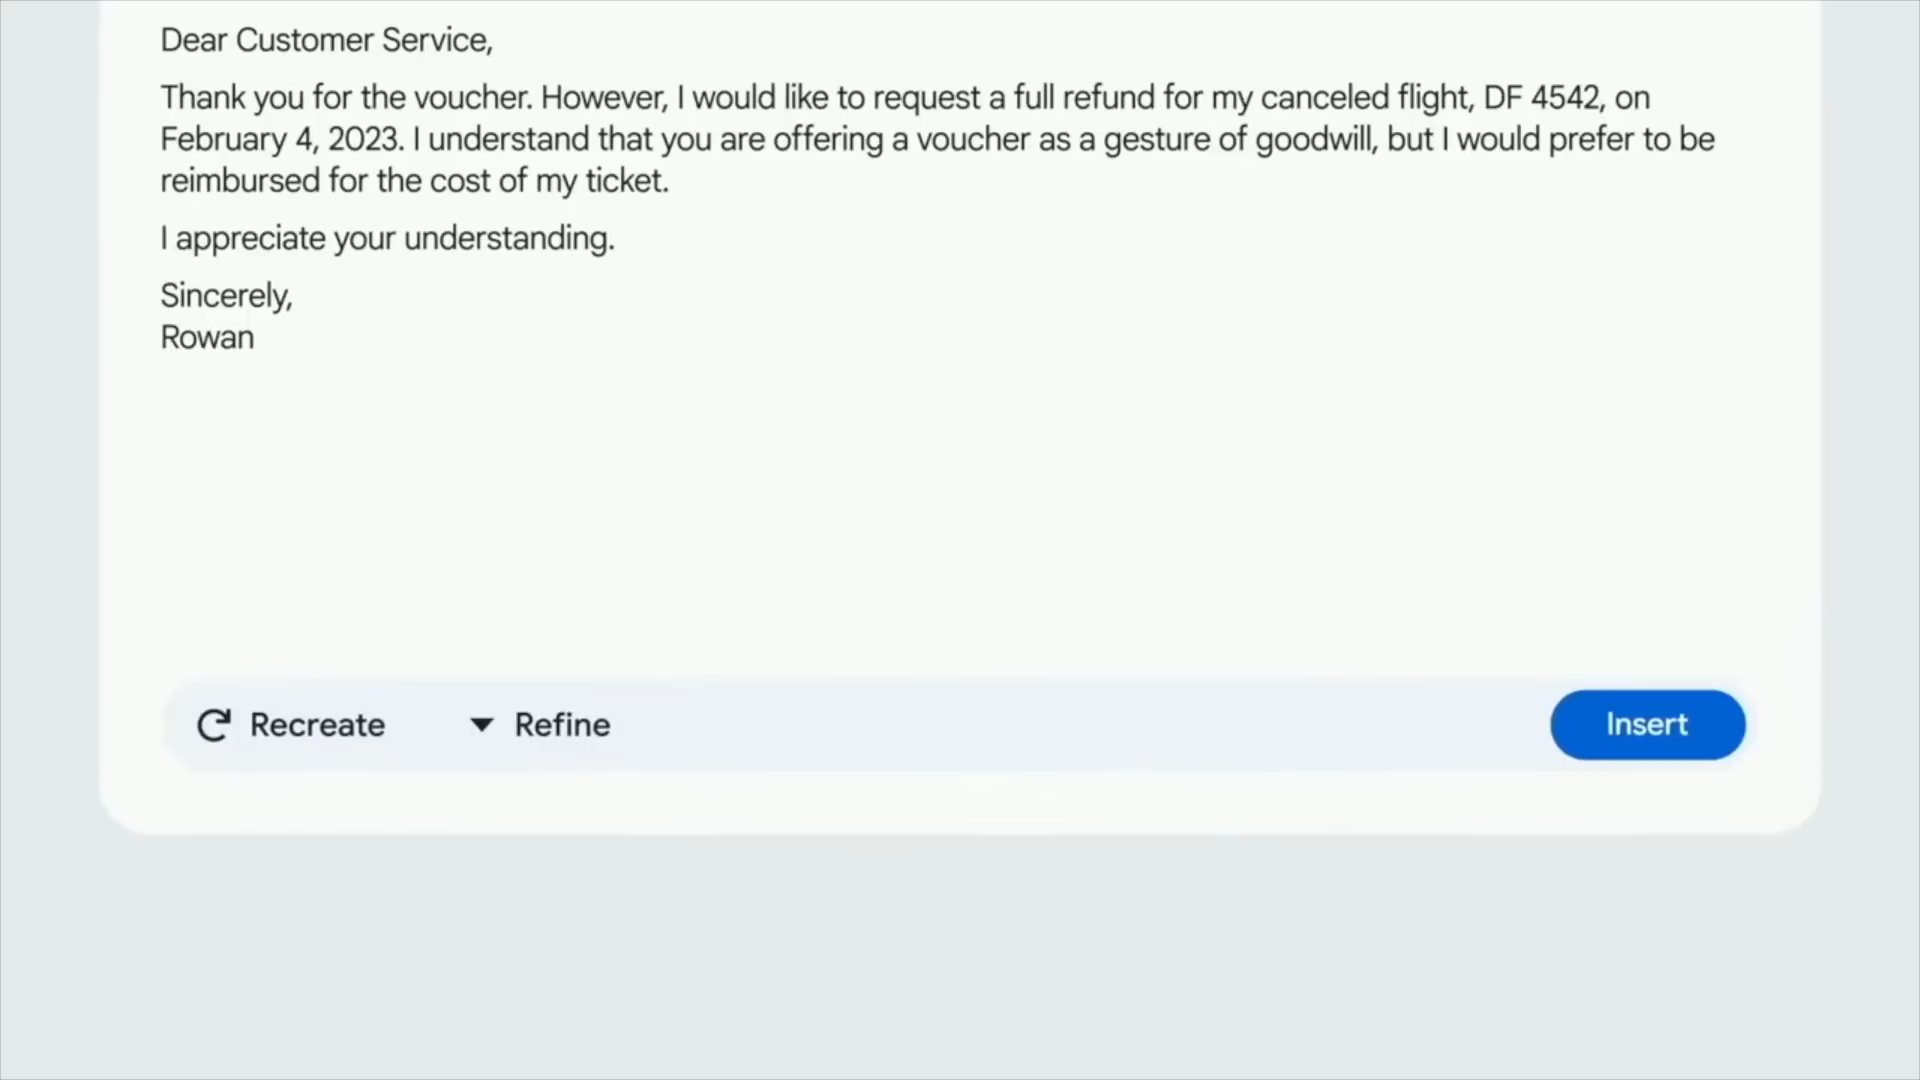 Dear Customer Service,
Thank you for the voucher. However, I would like to request a full refund for my canceled flight, DF 4542, on
February 4, 2023. I understand that you are offering a voucher as a gesture of goodwill, but I would prefer to be
reimbursed for the cost of my ticket.
I appreciate your understanding.
Sincerely,
Rowan
Recreate Refine Insert